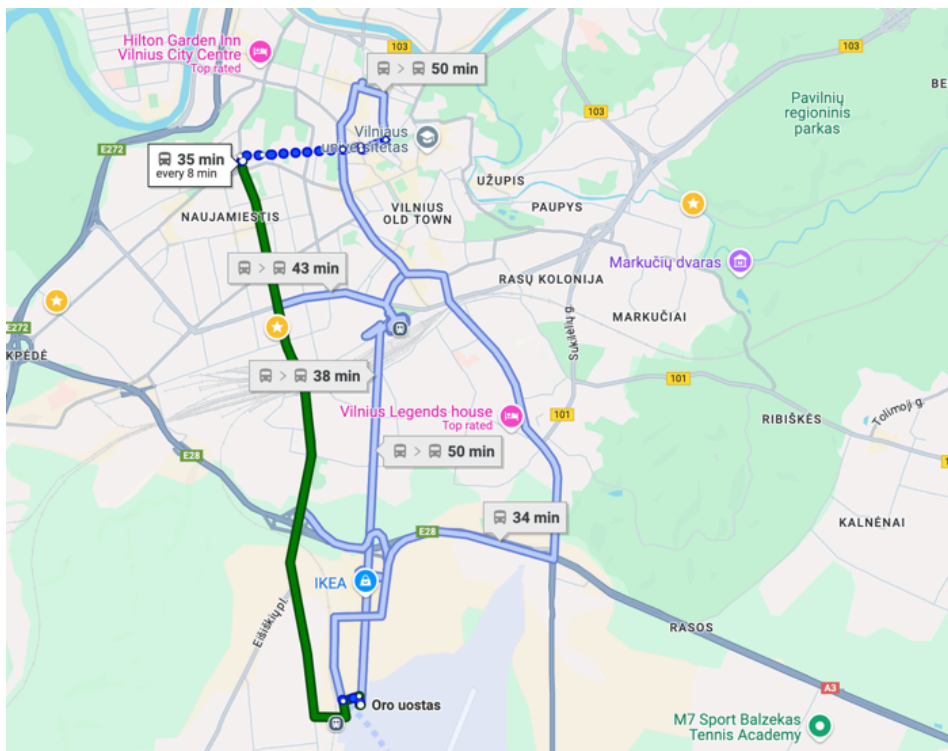 Hilton Garden Inn
Vilnius City Centre
Top rated
103
50 min
Pavilnių
regioninis
parkas
BE
103
Vilniaus
universitetas
E272
35 min
every 8 min
UŽUPIS
PAUPYS
VILNIUS
OLD TOWN
NAUJAMIESTIS
Markučių dvaras
43 min
RASŲ KOLONIJA
MARKUČIAI
E272
KPĖDĖ
Sukilėlių g.
38 min
101
101
Vilnius Legends house
Top rated
RIBIŠKĖS
Tolimoji g.
E28
50 min
34 min
E28
KALNĖNAI
IKEA
Eišiškių pl.
RASOS
A3
Oro uostas
M7 Sport Balzekas
Tennis Academy